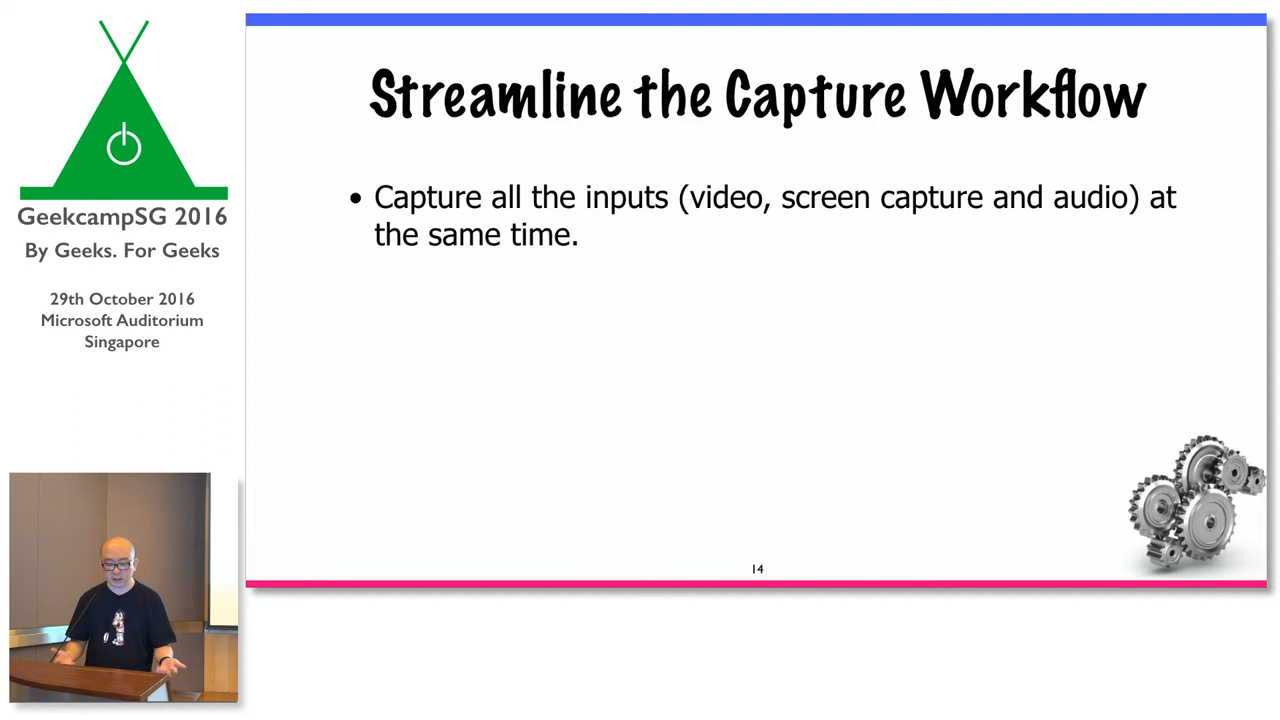 GeekcampSG 2016
By Geeks. For Geeks
29th October 2016
Microsoft Auditorium
Singapore
Streamline the Capture Workflow
• Capture all the inputs (video, screen capture and audio) at
the same time.
14